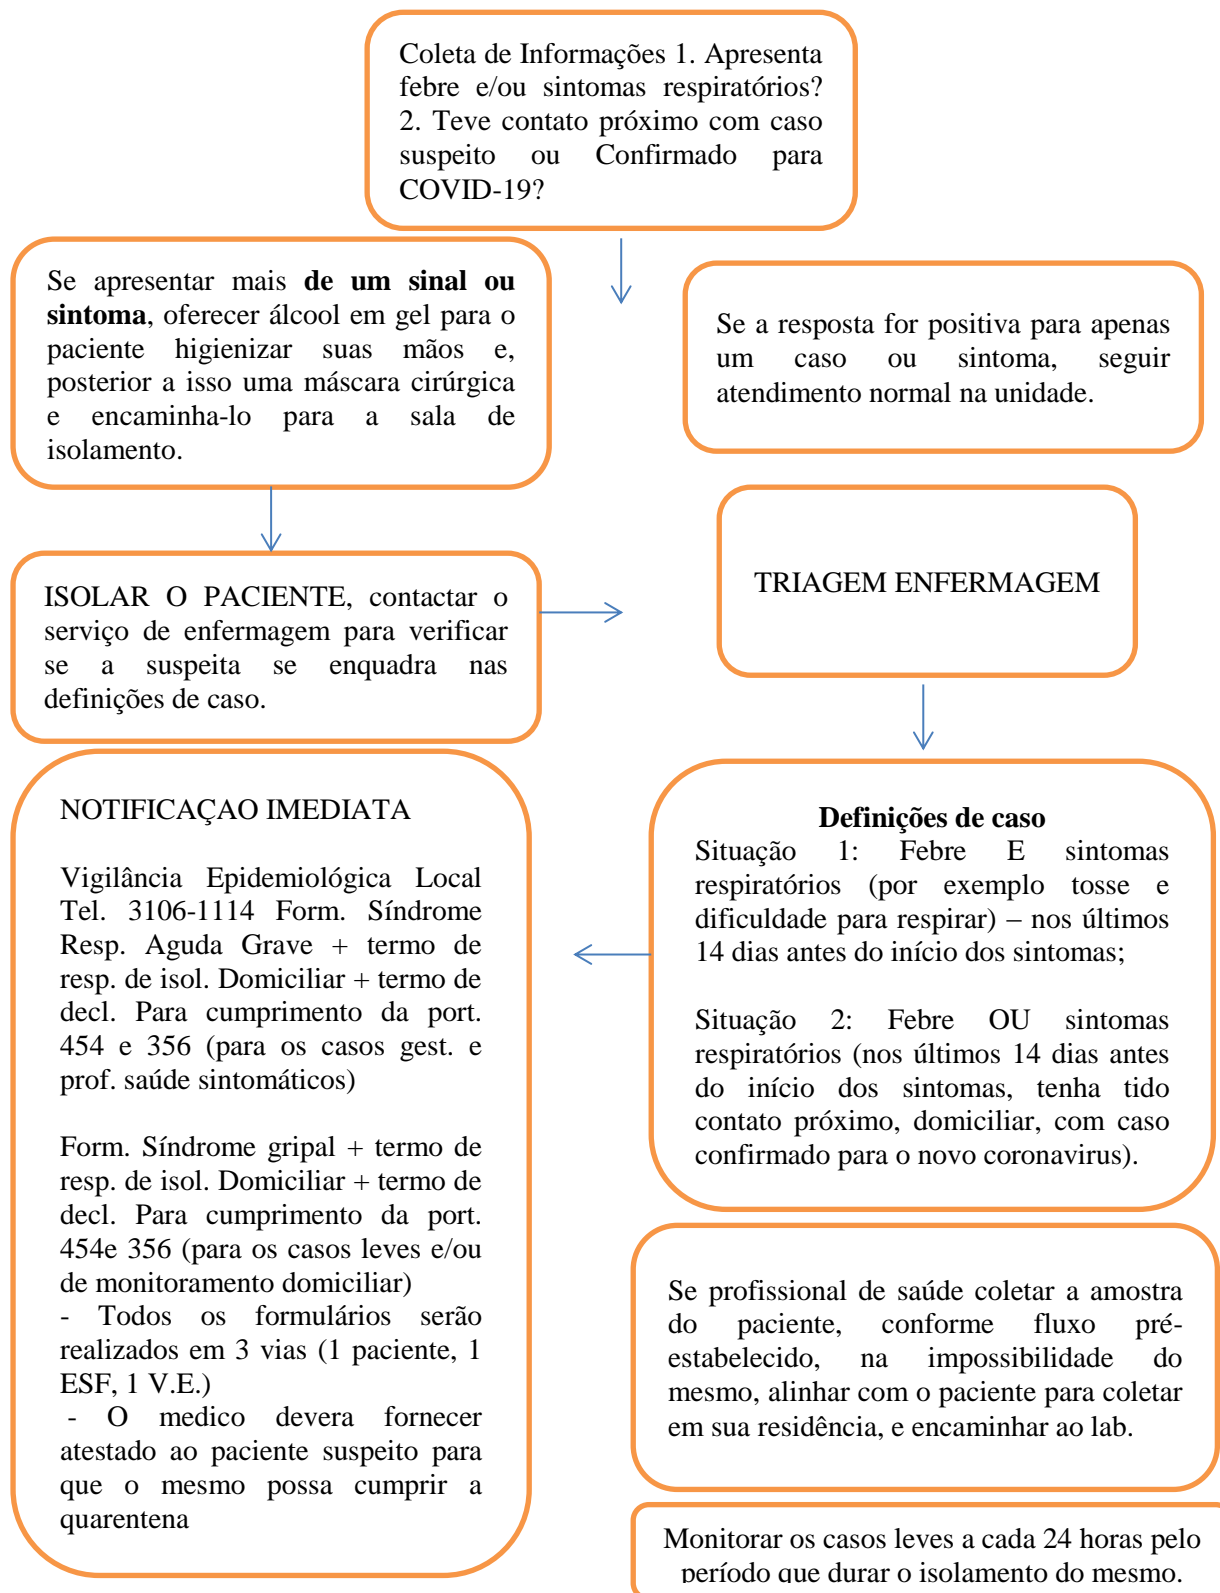 Coleta de Informações 1. Apresenta
febre e/ou sintomas respiratórios?
2. Teve contato próximo com caso
suspeito ou Confirmado para
COVID-19?
Se apresentar mais de um sinal ou
sintoma, oferecer álcool em gel para o
paciente higienizar suas mãos e,
posterior a isso uma máscara cirúrgica
e encaminha-lo para a sala de
isolamento.
Se a resposta for positiva para apenas
um caso ou sintoma, seguir
atendimento normal na unidade.
ISOLAR O PACIENTE, contactar o
serviço de enfermagem para verificar
se a suspeita se enquadra nas
definições de caso.
TRIAGEM ENFERMAGEM
NOTIFICAÇAO IMEDIATA
Vigilância Epidemiológica Local
Tel. 3106-1114 Form. Síndrome
Resp. Aguda Grave + termo de
resp. de isol. Domiciliar + termo de
decl. Para cumprimento da port.
454 e 356 (para os casos gest. e
prof. saúde sintomáticos)
Form. Síndrome gripal + termo de
resp. de isol. Domiciliar + termo de
decl. Para cumprimento da port.
454e 356 (para os casos leves e/ou
de monitoramento domiciliar)
- Todos os formulários serão
realizados em 3 vias (1 paciente, 1
ESF, 1 V.E.)
- O medico devera fornecer
atestado ao paciente suspeito para
que o mesmo possa cumprir a
quarentena
Definições de caso
Situação 1: Febre E sintomas
respiratórios (por exemplo tosse e
dificuldade para respirar) – nos últimos
14 dias antes do início dos sintomas;
Situação 2: Febre OU sintomas
respiratórios (nos últimos 14 dias antes
do início dos sintomas, tenha tido
contato próximo, domiciliar, com caso
confirmado para o novo coronavirus).
Se profissional de saúde coletar a amostra
do paciente, conforme fluxo pré-
estabelecido, na impossibilidade do
mesmo, alinhar com o paciente para coletar
em sua residência, e encaminhar ao lab.
Monitorar os casos leves a cada 24 horas pelo
período que durar o isolamento do mesmo.